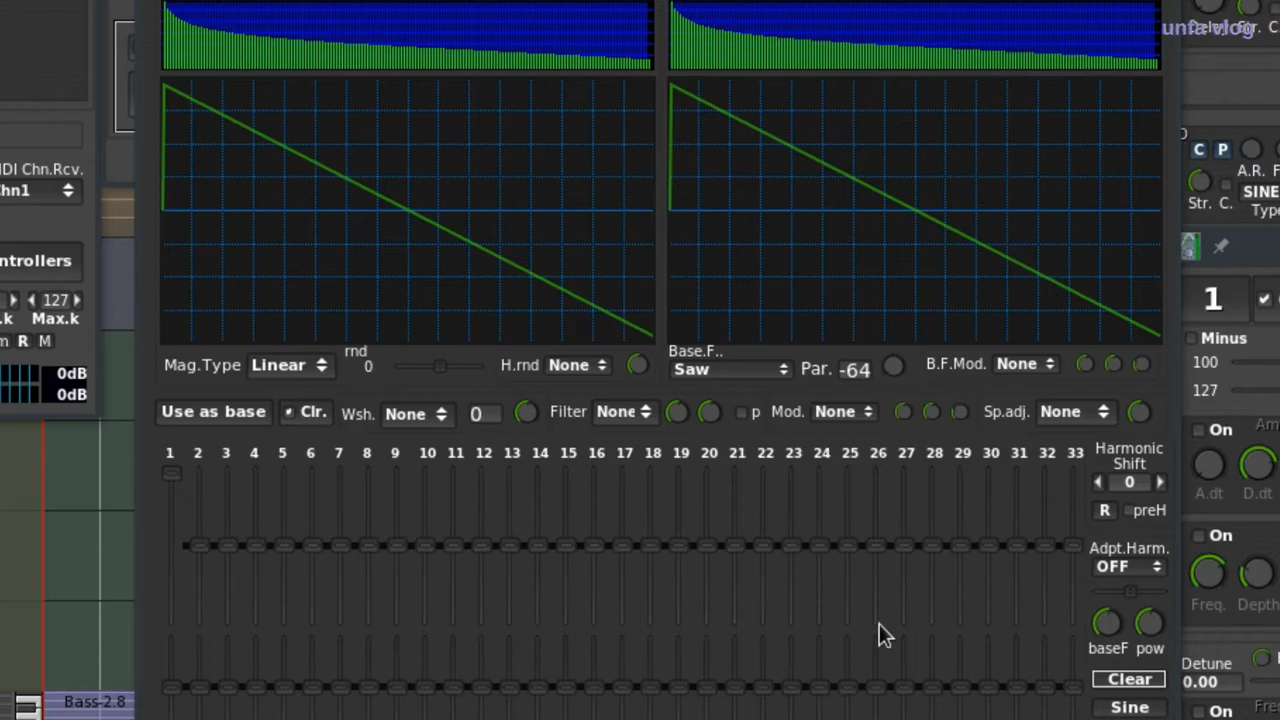 unfa vlog
C P
A.R.
Str. C.
SINE
1
Minus
100
127
On
A.dt
D.dt
On
Freq. Depth
Detune
0.00
On
IDI Chn.Rcv.
Chn1
ntrollers
127
.k Max.k
R M
0dB
0dB
Bass-2.8
Mag.Type Linear rnd 0 H.rnd None
Base.F..
Saw Par. -64 B.F.Mod. None
Use as base Clr. Wsh. None 0 Filter None p Mod. None Sp.adj. None
1 2 3 4 5 6 7 8 9 10 11 12 13 14 15 16 17 18 19 20 21 22 23 24 25 26 27 28 29 30 31 32 33
Harmonic
Shift
0
R preH
Adpt.Harm.
OFF
baseF pow
Clear
Sine